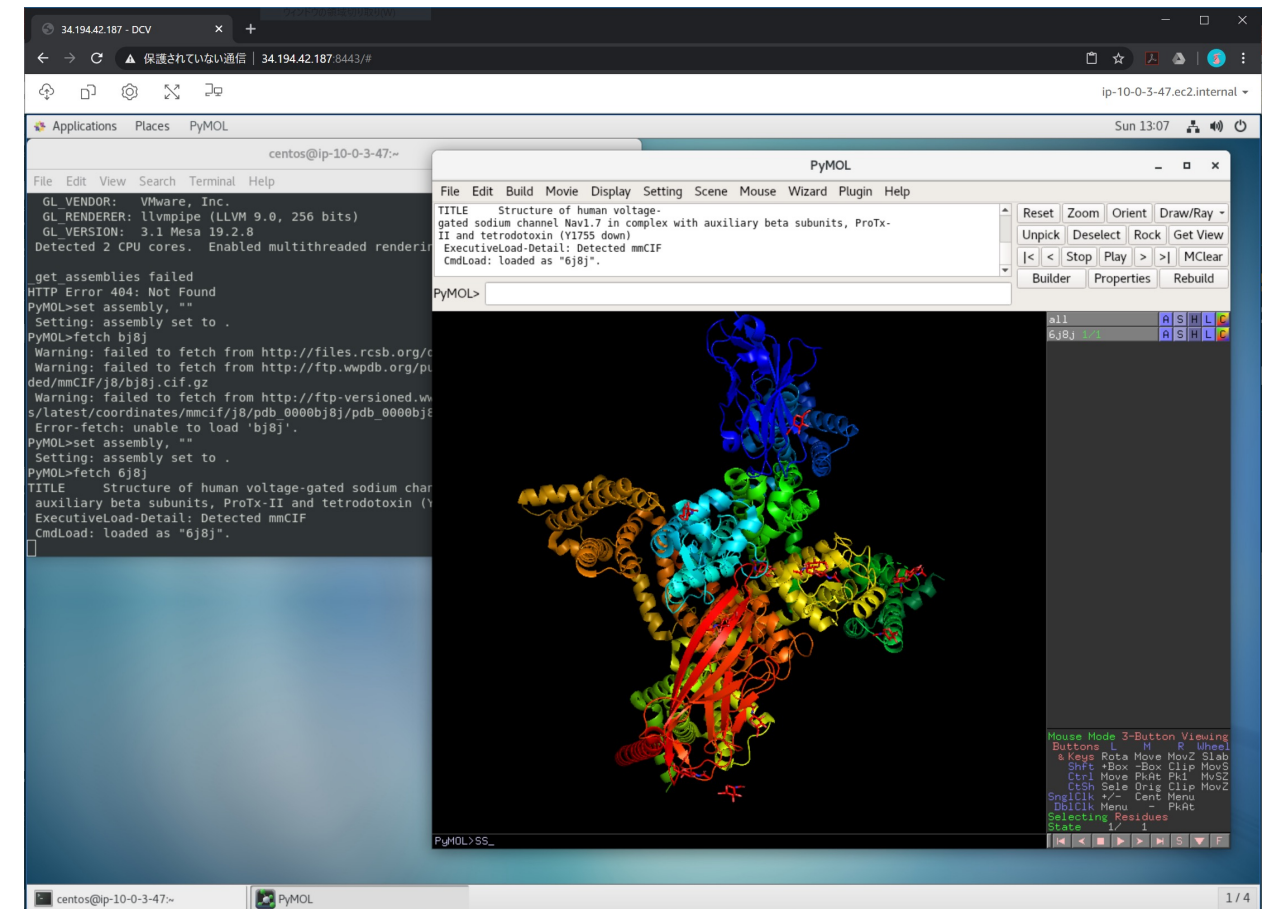 34.194.42.187 - DCV
保護されていない通信 | 34.194.42.187:8443/#
ip-10-0-3-47.ec2.internal
Applications Places PyMOL
Sun 13:07
centos@ip-10-0-3-47:~
File Edit View Search Terminal Help
GL_VENDOR: VMware, Inc.
GL_RENDERER: llvmpipe (LLVM 9.0, 256 bits)
GL_VERSION: 3.1 Mesa 19.2.8
Detected 2 CPU cores. Enabled multithreaded renderin
_get_assemblies failed
HTTP Error 404: Not Found
PyMOL>set assembly, ""
Setting: assembly set to .
PyMOL>fetch bj8j
Warning: failed to fetch from http://files.rcsb.org/
Warning: failed to fetch from http://ftp.wwpdb.org/pu
ded/mmCIF/j8/bj8j.cif.gz
Warning: failed to fetch from http://ftp-versioned.ww
s/latest/coordinates/mmcif/j8/pdb_0000bj8j/pdb_0000bj8
Error-fetch: unable to load 'bj8j'.
PyMOL>set assembly, ""
Setting: assembly set to .
PyMOL>fetch 6j8j
TITLE Structure of human voltage-gated sodium chan
auxiliary beta subunits, ProTx-II and tetrodotoxin (Y
ExecutiveLoad-Detail: Detected mmCIF
CmdLoad: loaded as "6j8j".
PyMOL
File Edit Build Movie Display Setting Scene Mouse Wizard Plugin Help
TITLE Structure of human voltage-
gated sodium channel Nav1.7 in complex with auxiliary beta subunits, ProTx-
II and tetrodotoxin (Y1755 down)
ExecutiveLoad-Detail: Detected mmCIF
CmdLoad: loaded as "6j8j".
PyMOL>
Reset Zoom Orient Draw/Ray
Unpick Deselect Rock Get View
|< < Stop Play > >| MClear
Builder Properties Rebuild
all A S H L C
6j8j 1/1 A S H L C
Mouse Mode 3-Button Viewing
Buttons L M R Wheel
& Keys Rota Move MovZ Slab
Shft +Box -Box Clip MovS
Ctrl Move PkAt Pk1 MvSZ
CtSh Sele Orig Clip MovZ
SnglClk +/- Cent Menu
DblClk Menu - PkAt
Selecting Residues
State 1/ 1
S F
PyMOL>SS_
centos@ip-10-0-3-47:~
PyMOL
1 / 4